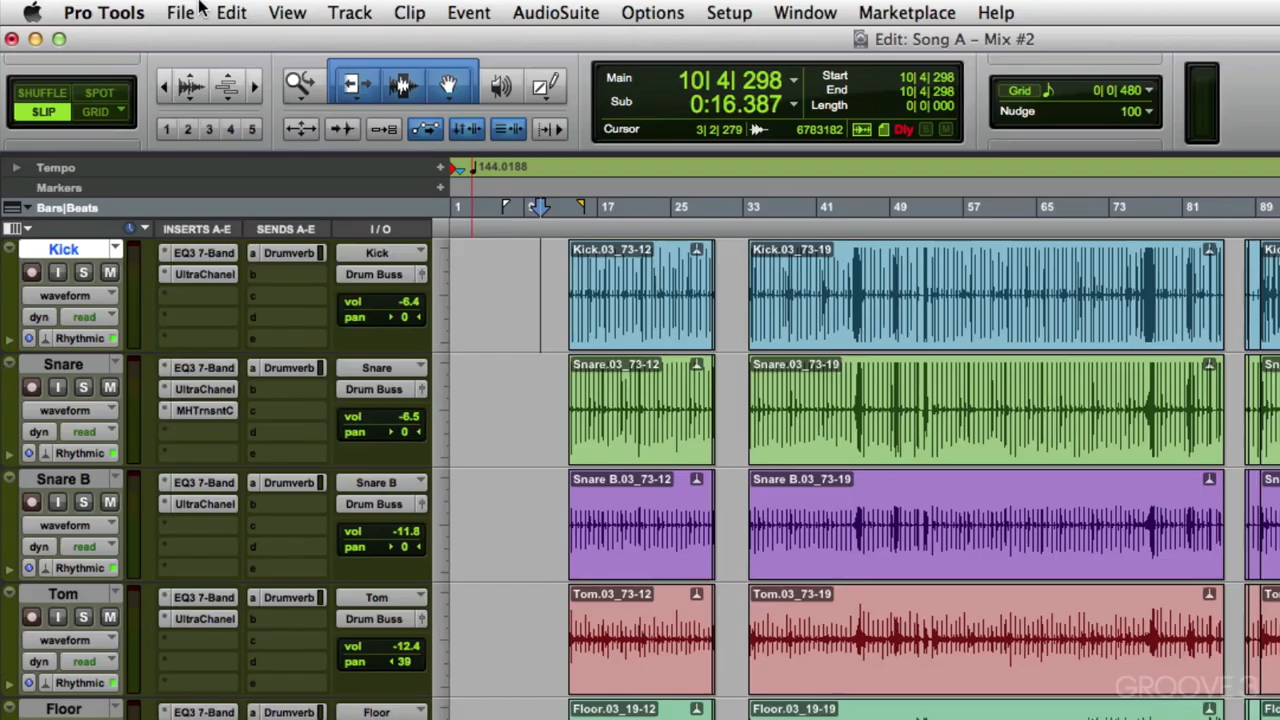 Pro Tools File Edit View Track Clip Event AudioSuite Options Setup Window Marketplace Help
Edit: Song A – Mix #2
SHUFFLE SPOT
SLIP GRID
1 2 3 4 5
Main 10| 4| 298
Sub 0:16.387
Start 10| 4| 298
End 10| 4| 298
Length 0| 0| 000
Cursor 3| 2| 279 6783182 Dly S M
Grid 0| 0| 480
Nudge 100
Tempo + 144.0188
Markers +
Bars|Beats 1 17 25 33 41 49 57 65 73 81 89
INSERTS A-E SENDS A-E I / O
Kick EQ3 7-Band a Drumverb Kick Kick.03_73-12 Kick.03_73-19
I S M UltraChanel b Drum Buss
waveform c vol -6.4
dyn read d pan 0
Rhythmic e
Snare EQ3 7-Band a Drumverb Snare Snare.03_73-12 Snare.03_73-19
I S M UltraChanel b Drum Buss
waveform MHTrnsntC c vol -6.5
dyn read d pan 0
Rhythmic e
Snare B EQ3 7-Band a Drumverb Snare B Snare B.03_73-12 Snare B.03_73-19
I S M UltraChanel b Drum Buss
waveform c vol -11.8
dyn read d pan 0
Rhythmic e
Tom EQ3 7-Band a Drumverb Tom Tom.03_73-12 Tom.03_73-19
I S M UltraChanel b Drum Buss
waveform c vol -12.4
dyn read d pan 39
Rhythmic e
Floor EQ3 7-Band a Drumverb Floor Floor.03_19-12 Floor.03_19-19
GROOVE 3